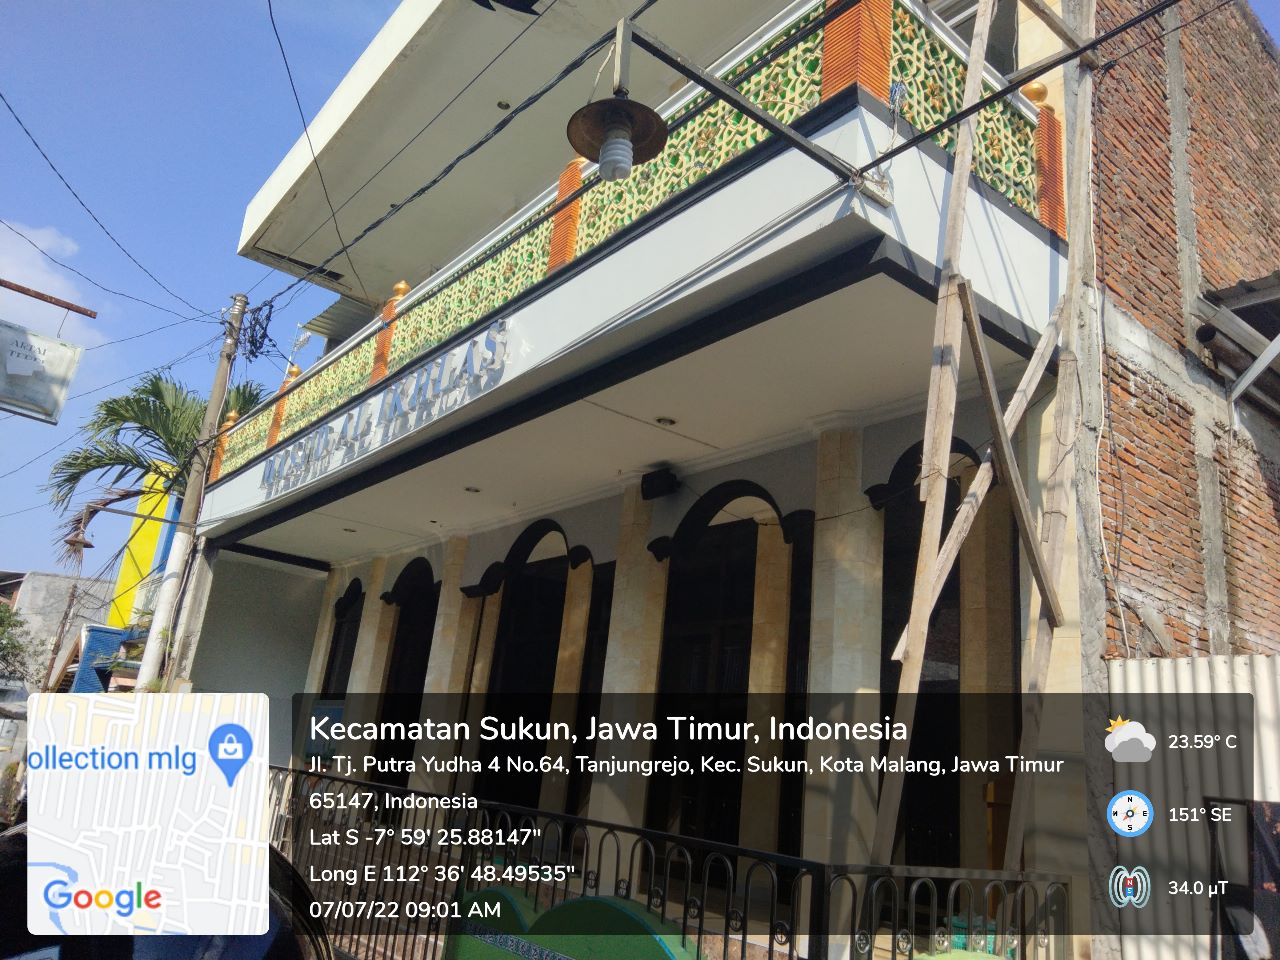 MASJID AL IKHLAS
ollection mlg
Google
Kecamatan Sukun, Jawa Timur, Indonesia
Jl. Tj. Putra Yudha 4 No.64, Tanjungrejo, Kec. Sukun, Kota Malang, Jawa Timur
65147, Indonesia
Lat S -7° 59' 25.88147"
Long E 112° 36' 48.49535"
07/07/22 09:01 AM
23.59° C
N
E
S
151° SE
N
S
34.0 µT